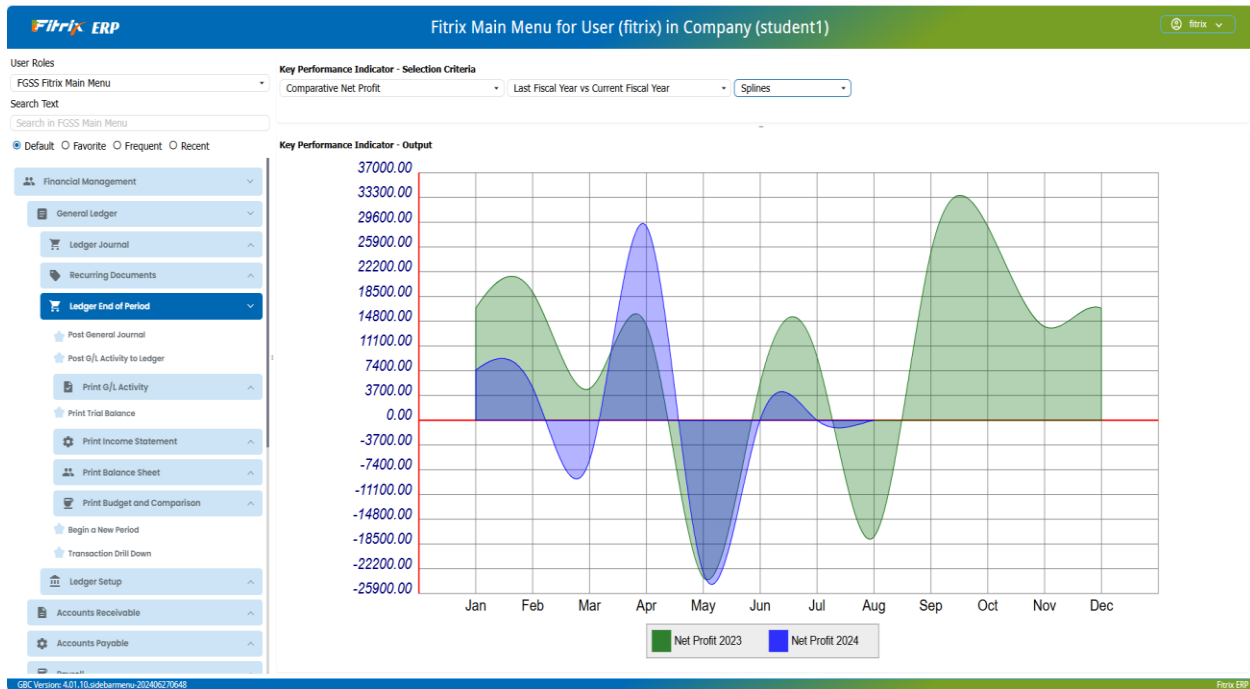 Fitrix ERP
Fitrix Main Menu for User (fitrix) in Company (student1)
fitrix
User Roles
FGSS Fitrix Main Menu
Search Text
Search in FGSS Main Menu
Default Favorite Frequent Recent
Financial Management
General Ledger
Ledger Journal
Recurring Documents
Ledger End of Period
Post General Journal
Post G/L Activity to Ledger
Print G/L Activity
Print Trial Balance
Print Income Statement
Print Balance Sheet
Print Budget and Comparison
Begin a New Period
Transaction Drill Down
Ledger Setup
Accounts Receivable
Accounts Payable
Payroll
Key Performance Indicator - Selection Criteria
Comparative Net Profit Last Fiscal Year vs Current Fiscal Year Splines
Key Performance Indicator - Output
37000.00
33300.00
29600.00
25900.00
22200.00
18500.00
14800.00
11100.00
7400.00
3700.00
0.00
-3700.00
-7400.00
-11100.00
-14800.00
-18500.00
-22200.00
-25900.00
Jan Feb Mar Apr May Jun Jul Aug Sep Oct Nov Dec
Net Profit 2023 Net Profit 2024
GBC Version: 4.01.10.sidebarmenu-202406270648
Fitrix ERP